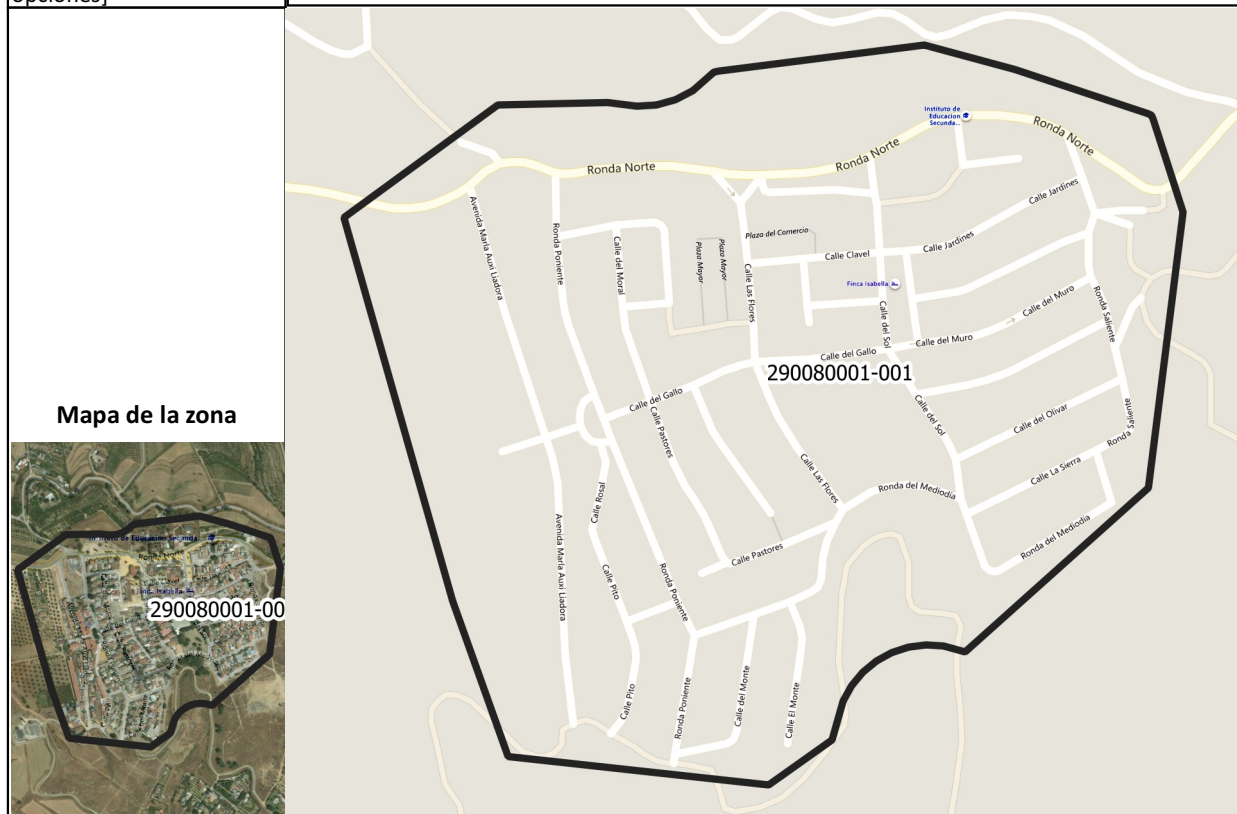 opciones]
Mapa de la zona
290080001-00
Instituto de
Educacion
Secunda...
Ronda Norte
Ronda Norte
Ronda Norte
Avenida María Auxi Liadora
Ronda Poniente
Calle del Moral
Plaza Mayor
Plaza Mayor
Plaza del Comercio
Calle Las Flores
Calle Clavel
Calle Jardines
Calle Jardines
Finca Isabella
Calle del Sol
Calle del Muro
Calle del Muro
Ronda Saliente
Calle del Gallo
290080001-001
Calle del Gallo
Calle Pastores
Calle del Sol
Calle del Olivar
Saliente
Ronda
Calle La Sierra
Calle Las Flores
Ronda del Mediodia
Calle Rosal
Avenida María Auxi Liadora
Calle Pastores
Ronda del Mediodia
Calle Pito
Ronda Poniente
Calle Pito
Ronda Poniente
Calle del Monte
Calle El Monte
Ronda Norte